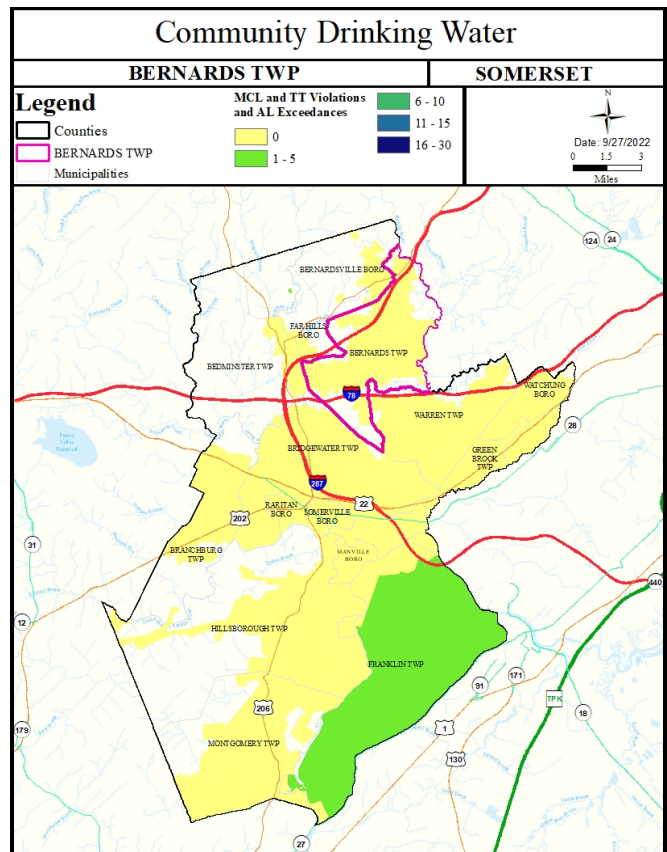 Community Drinking Water
BERNARDS TWP
SOMERSET
Legend
Counties
BERNARDS TWP
Municipalities
MCL and TT Violations
and AL Exceedances
0
1 - 5
6 - 10
11 - 15
16 - 30
N
Date: 9/27/2022
0 1.5 3
Miles
124
24
BERNARDSVILLE BORO
FAR HILLS
BORO
BERNARDS TWP
BEDMINSTER TWP
78
WATCHUNG
BORO
WARREN TWP
28
BRIDGEWATER TWP
GREEN
BROOK
TWP
287
22
RARITAN
BORO
SOMERVILLE
BORO
202
31
BRANCHBURG
TWP
MANVILLE
BORO
440
12
HILLSBOROUGH TWP
FRANKLIN TWP
171
91
TPK
206
18
179
1
MONTGOMERY TWP
130
27